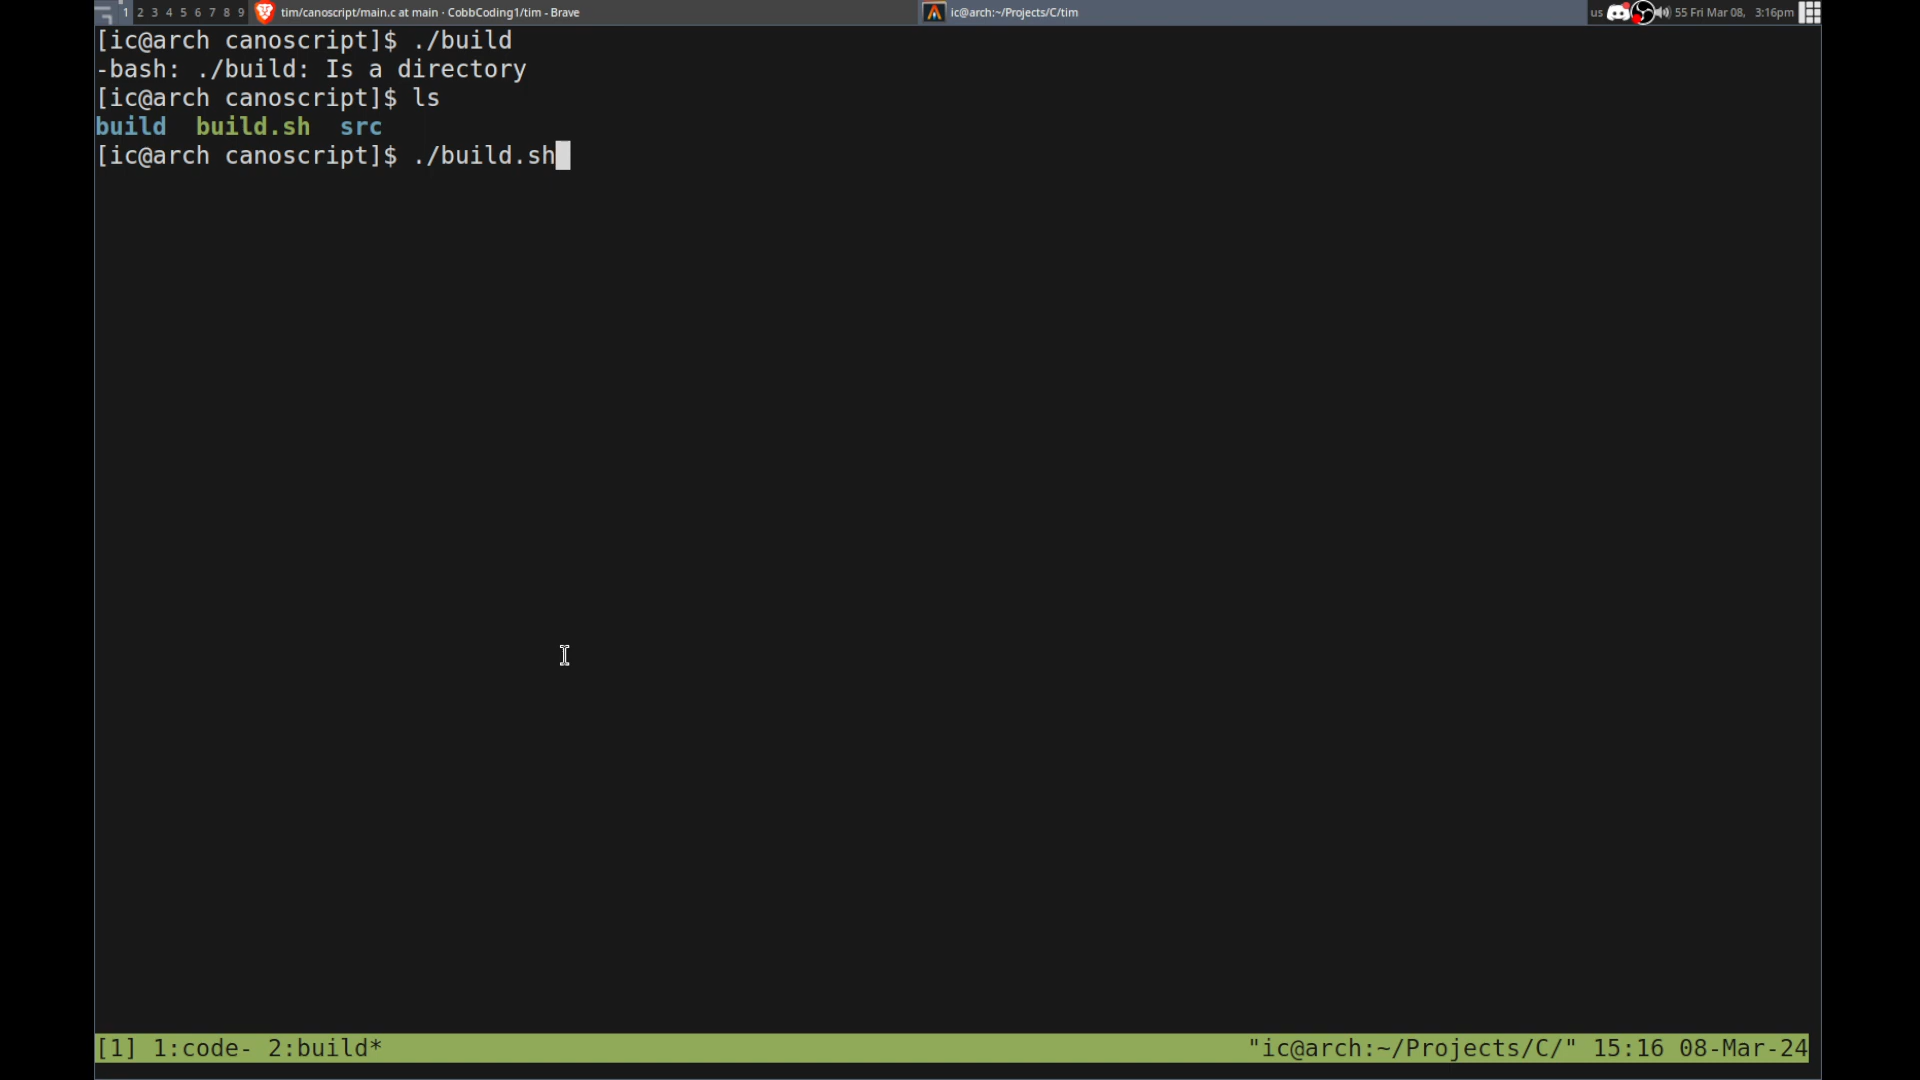 1 2 3 4 5 6 7 8 9 tim/canoscript/main.c at main · CobbCoding1/tim - Brave ic@arch:~/Projects/C/tim us 55 Fri Mar 08, 3:16pm
[ic@arch canoscript]$ ./build
-bash: ./build: Is a directory
[ic@arch canoscript]$ ls
build build.sh src
[ic@arch canoscript]$ ./build.sh
[1] 1:code- 2:build* "ic@arch:~/Projects/C/" 15:16 08-Mar-24